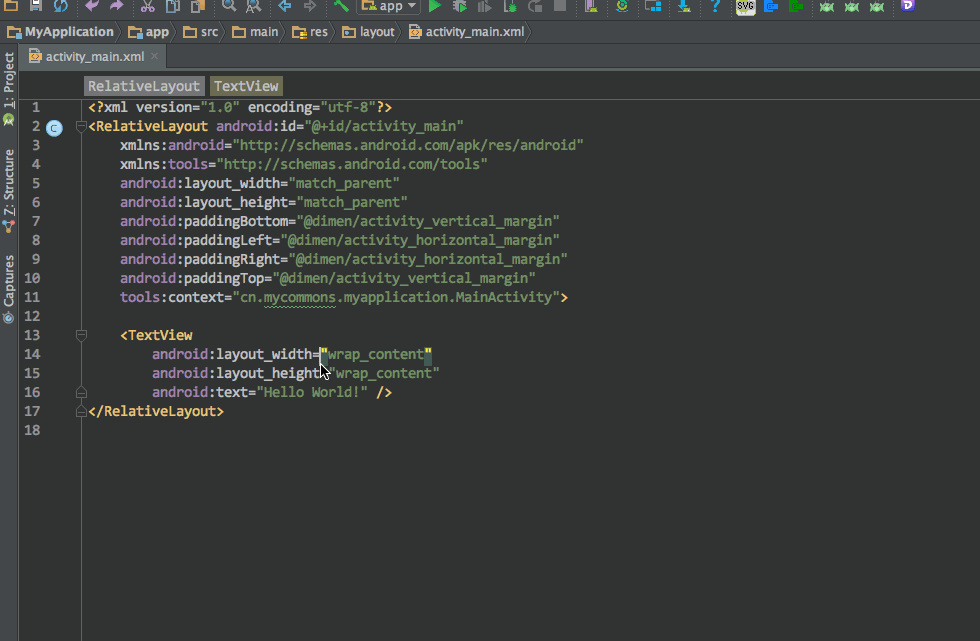 app
SVG
?
D
MyApplication app src main res layout activity_main.xml
activity_main.xml
1: Project
Z: Structure
Captures
RelativeLayout TextView
1 <?xml version="1.0" encoding="utf-8"?>
2 C <RelativeLayout android:id="@+id/activity_main"
3 xmlns:android="http://schemas.android.com/apk/res/android"
4 xmlns:tools="http://schemas.android.com/tools"
5 android:layout_width="match_parent"
6 android:layout_height="match_parent"
7 android:paddingBottom="@dimen/activity_vertical_margin"
8 android:paddingLeft="@dimen/activity_horizontal_margin"
9 android:paddingRight="@dimen/activity_horizontal_margin"
10 android:paddingTop="@dimen/activity_vertical_margin"
11 tools:context="cn.mycommons.myapplication.MainActivity">
12
13 <TextView
14 android:layout_width="wrap_content"
15 android:layout_height="wrap_content"
16 android:text="Hello World!" />
17 </RelativeLayout>
18